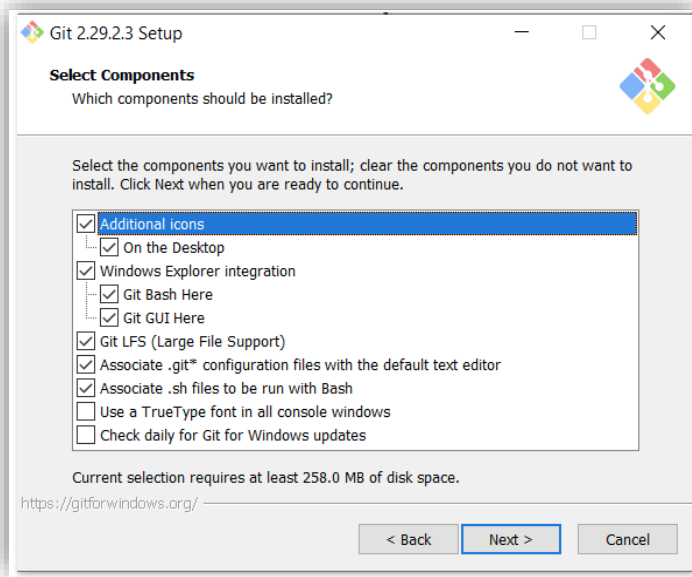 Git 2.29.2.3 Setup
Select Components
Which components should be installed?
Select the components you want to install; clear the components you do not want to
install. Click Next when you are ready to continue.
Additional icons
On the Desktop
Windows Explorer integration
Git Bash Here
Git GUI Here
Git LFS (Large File Support)
Associate .git* configuration files with the default text editor
Associate .sh files to be run with Bash
Use a TrueType font in all console windows
Check daily for Git for Windows updates
Current selection requires at least 258.0 MB of disk space.
https://gitforwindows.org/
< Back
Next >
Cancel